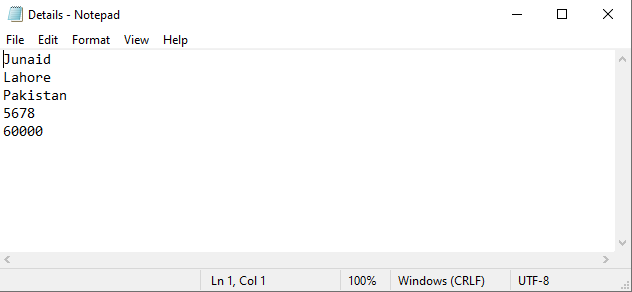 Details - Notepad
File Edit Format View Help
Junaid
Lahore
Pakistan
5678
60000
Ln 1, Col 1 100% Windows (CRLF) UTF-8